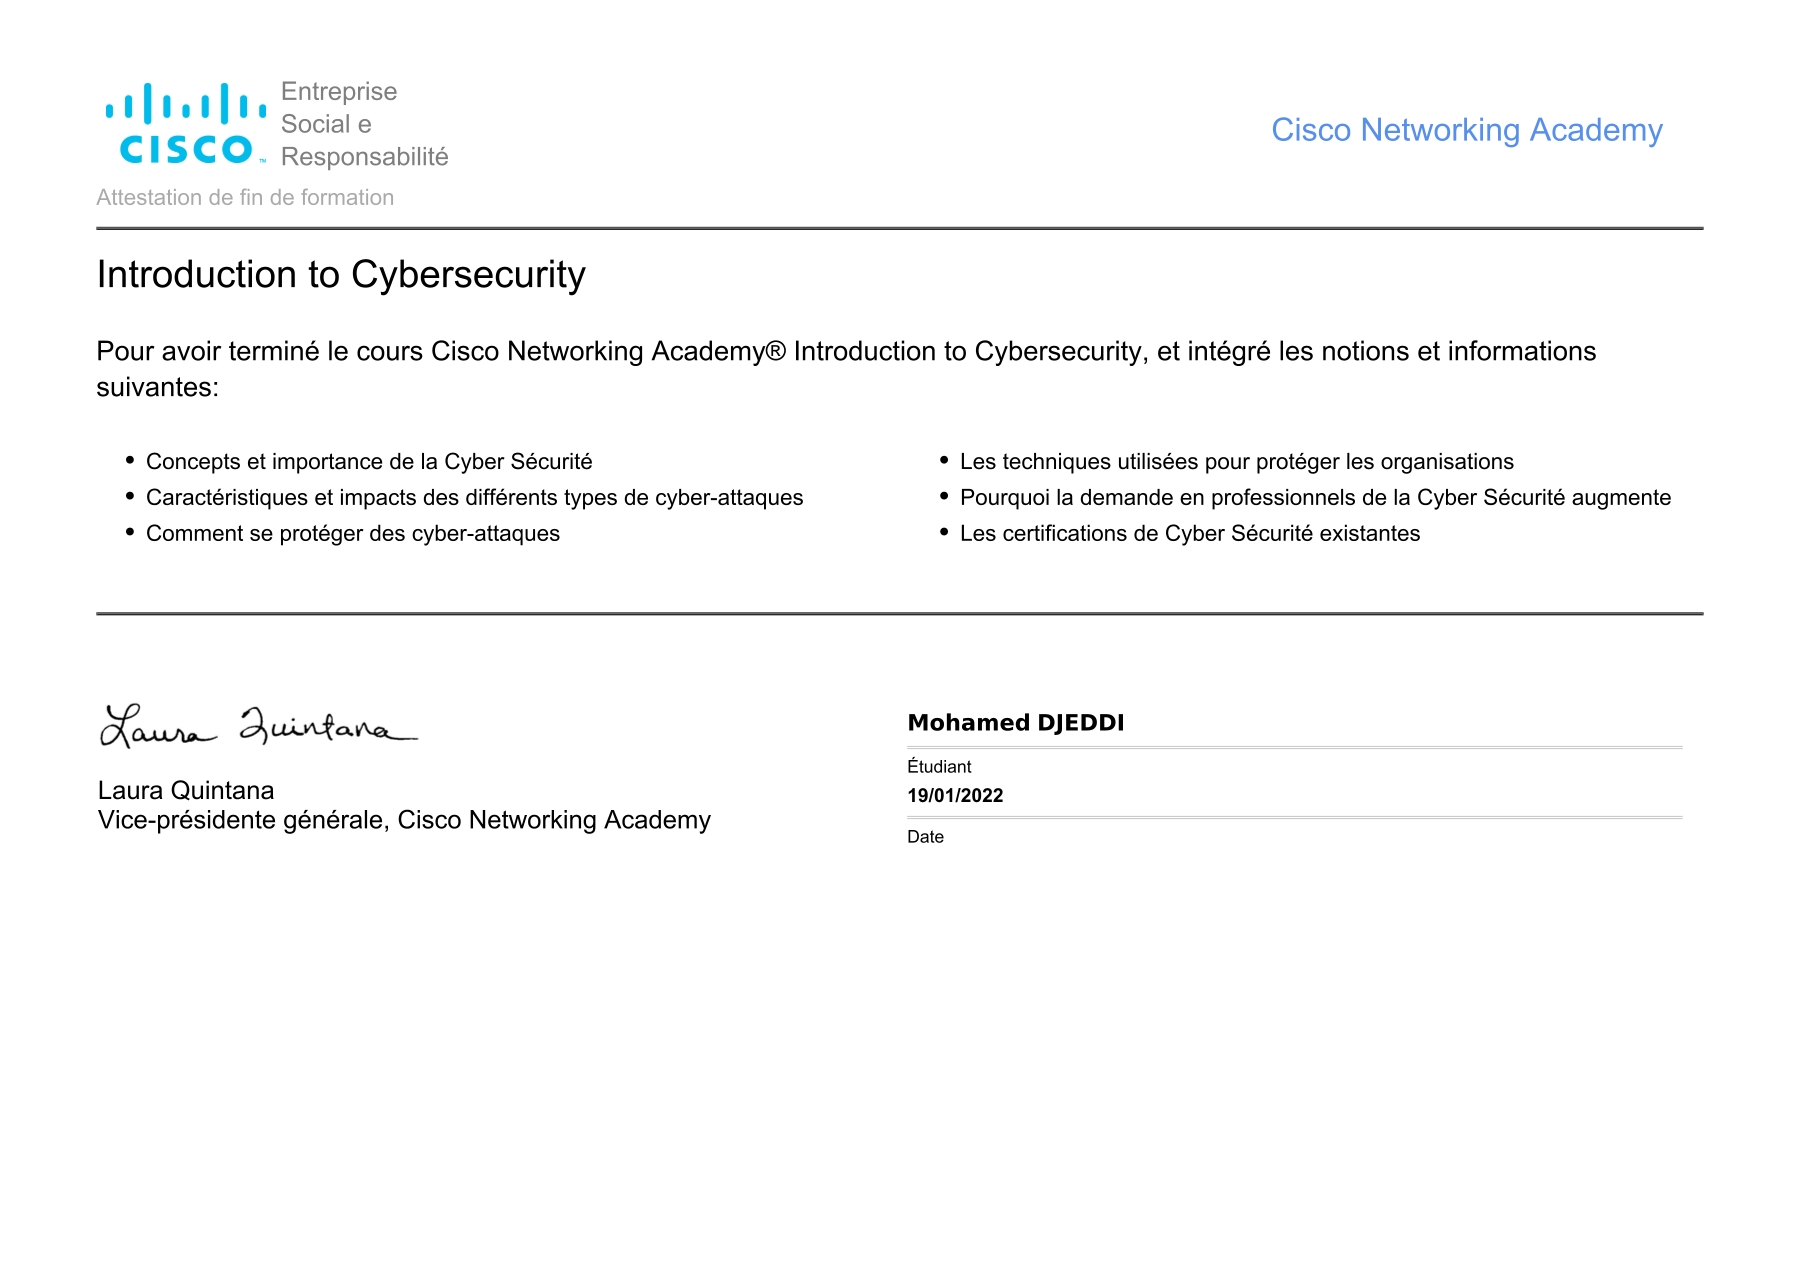 CISCO
Entreprise
Social e
Responsabilité
Cisco Networking Academy
Attestation de fin de formation
Introduction to Cybersecurity
Pour avoir terminé le cours Cisco Networking Academy® Introduction to Cybersecurity, et intégré les notions et informations
suivantes:
• Concepts et importance de la Cyber Sécurité
• Caractéristiques et impacts des différents types de cyber-attaques
• Comment se protéger des cyber-attaques
• Les techniques utilisées pour protéger les organisations
• Pourquoi la demande en professionnels de la Cyber Sécurité augmente
• Les certifications de Cyber Sécurité existantes
Laura Quintana
Laura Quintana
Vice-présidente générale, Cisco Networking Academy
Mohamed DJEDDI
Étudiant
19/01/2022
Date